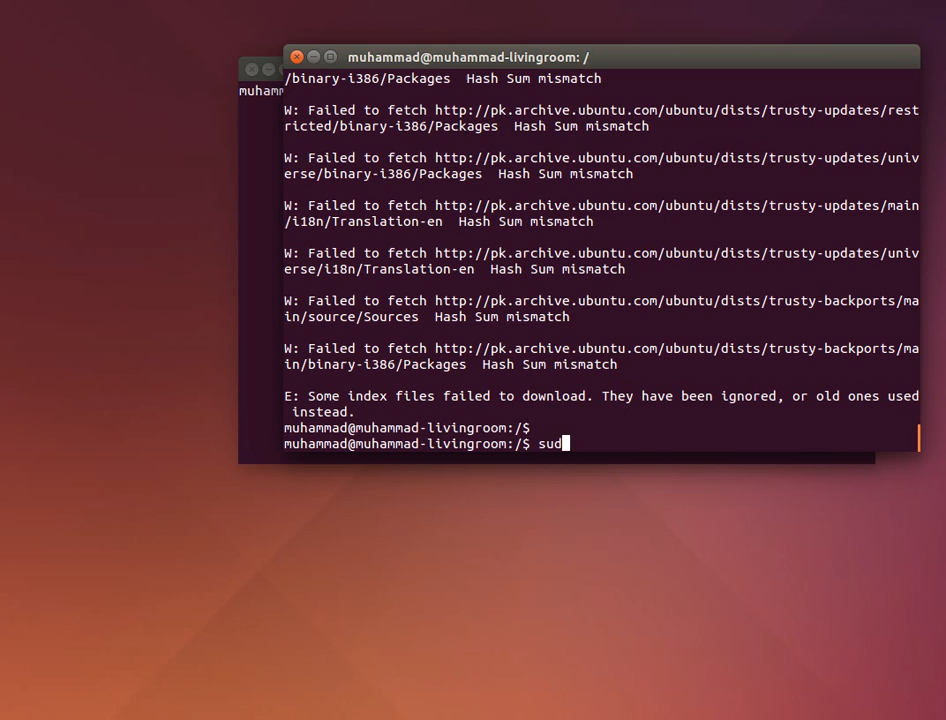 muhammad@muhammad-livingroom: /
muham
/binary-i386/Packages  Hash Sum mismatch
W: Failed to fetch http://pk.archive.ubuntu.com/ubuntu/dists/trusty-updates/rest
ricted/binary-i386/Packages  Hash Sum mismatch
W: Failed to fetch http://pk.archive.ubuntu.com/ubuntu/dists/trusty-updates/univ
erse/binary-i386/Packages  Hash Sum mismatch
W: Failed to fetch http://pk.archive.ubuntu.com/ubuntu/dists/trusty-updates/main
/i18n/Translation-en  Hash Sum mismatch
W: Failed to fetch http://pk.archive.ubuntu.com/ubuntu/dists/trusty-updates/univ
erse/i18n/Translation-en  Hash Sum mismatch
W: Failed to fetch http://pk.archive.ubuntu.com/ubuntu/dists/trusty-backports/ma
in/source/Sources  Hash Sum mismatch
W: Failed to fetch http://pk.archive.ubuntu.com/ubuntu/dists/trusty-backports/ma
in/binary-i386/Packages  Hash Sum mismatch
E: Some index files failed to download. They have been ignored, or old ones used
 instead.
muhammad@muhammad-livingroom:/$
muhammad@muhammad-livingroom:/$ sud